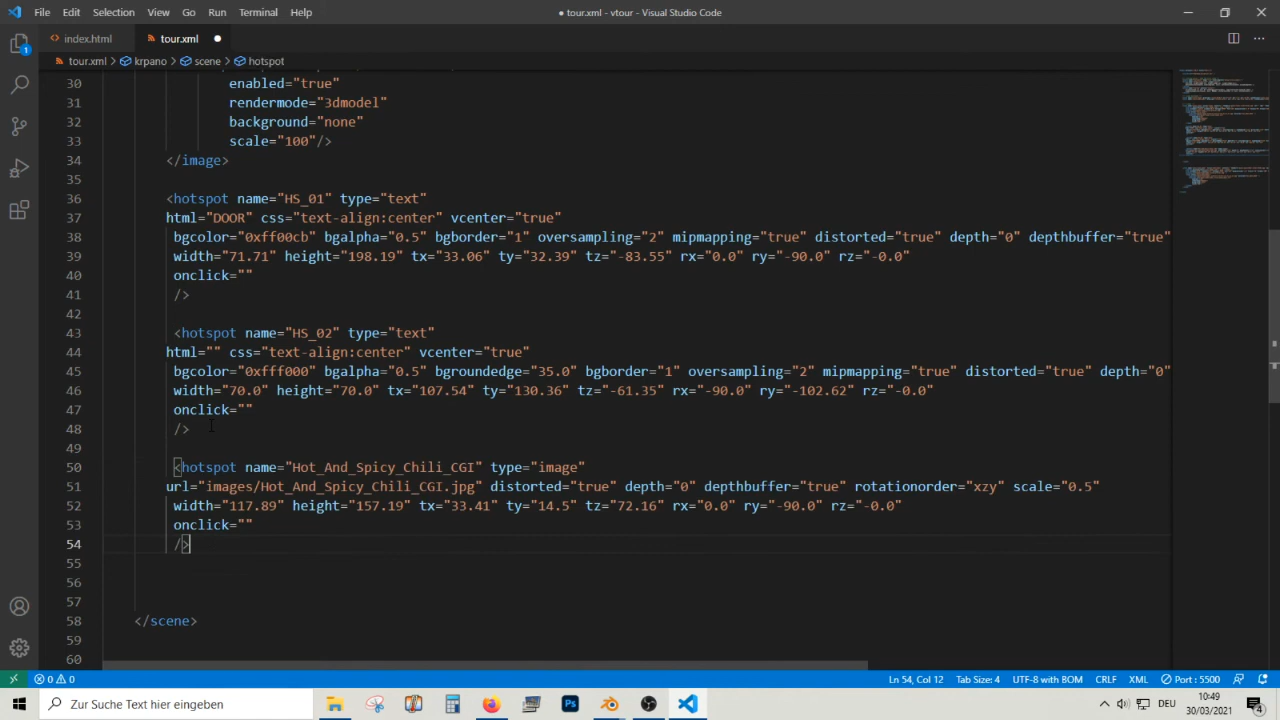 File Edit Selection View Go Run Terminal Help
● tour.xml - vtour - Visual Studio Code
index.html
tour.xml ●
tour.xml > krpano > scene > hotspot
30 enabled="true"
31 rendermode="3dmodel"
32 background="none"
33 scale="100"/>
34 </image>
35
36 <hotspot name="HS_01" type="text"
37 html="DOOR" css="text-align:center" vcenter="true"
38 bgcolor="0xff00cb" bgalpha="0.5" bgborder="1" oversampling="2" mipmapping="true" distorted="true" depth="0" depthbuffer="true"
39 width="71.71" height="198.19" tx="33.06" ty="32.39" tz="-83.55" rx="0.0" ry="-90.0" rz="-0.0"
40 onclick=""
41 />
42
43 <hotspot name="HS_02" type="text"
44 html="" css="text-align:center" vcenter="true"
45 bgcolor="0xfff000" bgalpha="0.5" bgroundedge="35.0" bgborder="1" oversampling="2" mipmapping="true" distorted="true" depth="0"
46 width="70.0" height="70.0" tx="107.54" ty="130.36" tz="-61.35" rx="-90.0" ry="-102.62" rz="-0.0"
47 onclick=""
48 />
49
50 <hotspot name="Hot_And_Spicy_Chili_CGI" type="image"
51 url="images/Hot_And_Spicy_Chili_CGI.jpg" distorted="true" depth="0" depthbuffer="true" rotationorder="xzy" scale="0.5"
52 width="117.89" height="157.19" tx="33.41" ty="14.5" tz="72.16" rx="0.0" ry="-90.0" rz="-0.0"
53 onclick=""
54 />
55
56
57
58 </scene>
59
60
0 0 Ln 54, Col 12 Tab Size: 4 UTF-8 with BOM CRLF XML Port : 5500
Zur Suche Text hier eingeben
DEU
10:49
30/03/2021
4
1